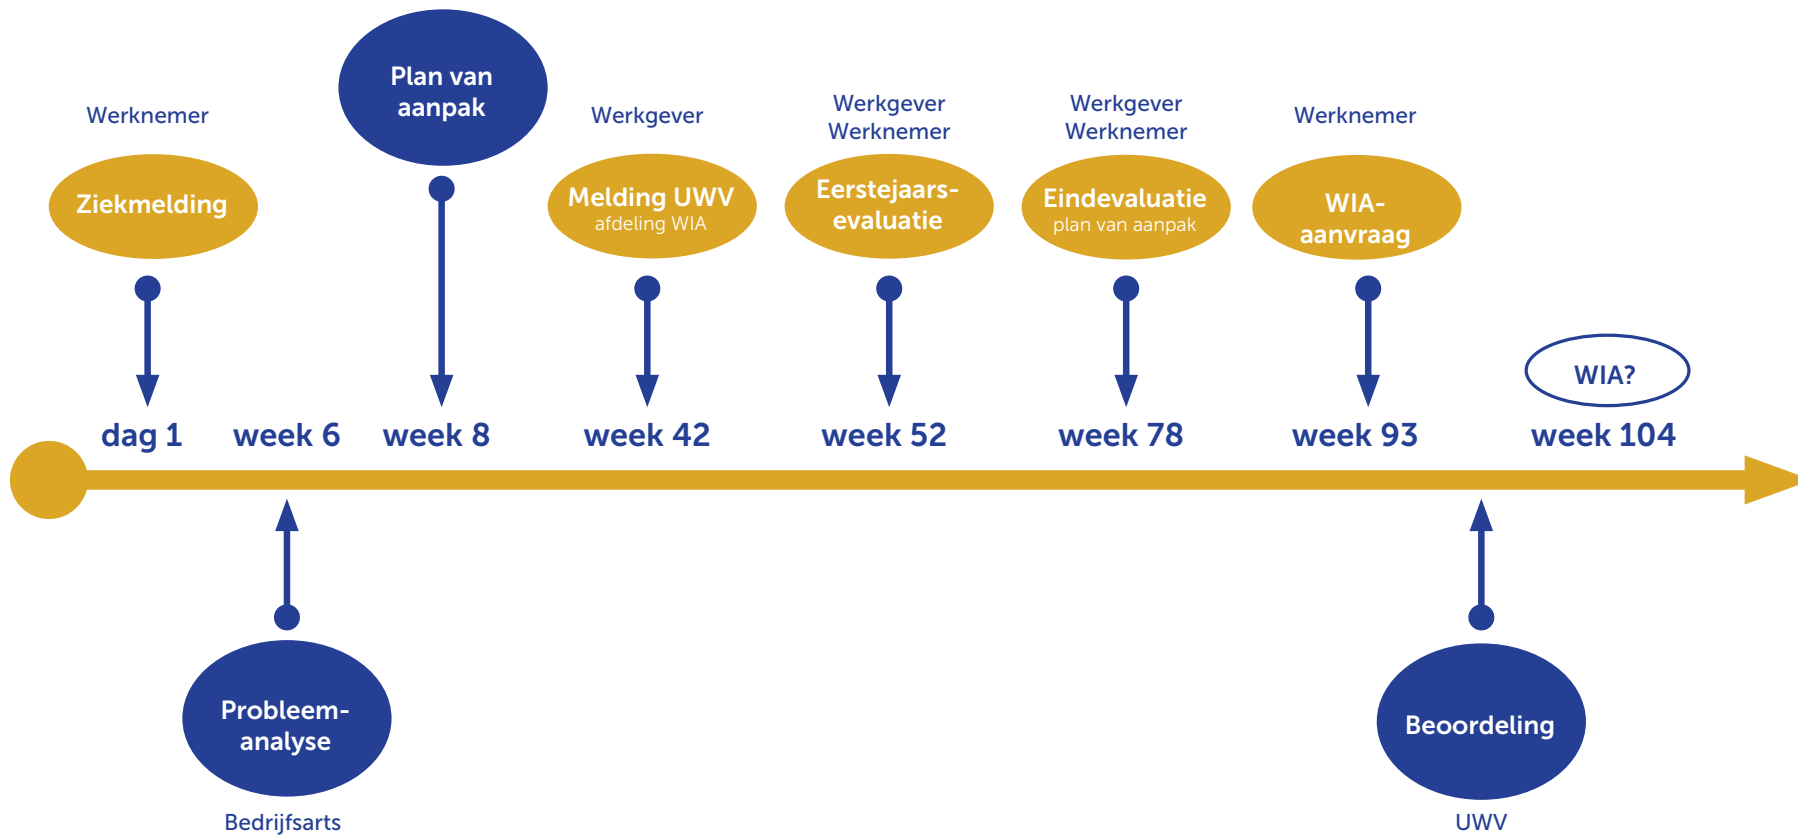 Plan van
aanpak
Werknemer
Ziekmelding
Werkgever
Melding UWV
afdeling WIA
Werkgever
Werknemer
Eerstejaars-
evaluatie
Werkgever
Werknemer
Eindevaluatie
plan van aanpak
Werknemer
WIA-
aanvraag
WIA?
dag 1
week 6
week 8
week 42
week 52
week 78
week 93
week 104
Probleem-
analyse
Bedrijfsarts
Beoordeling
UWV